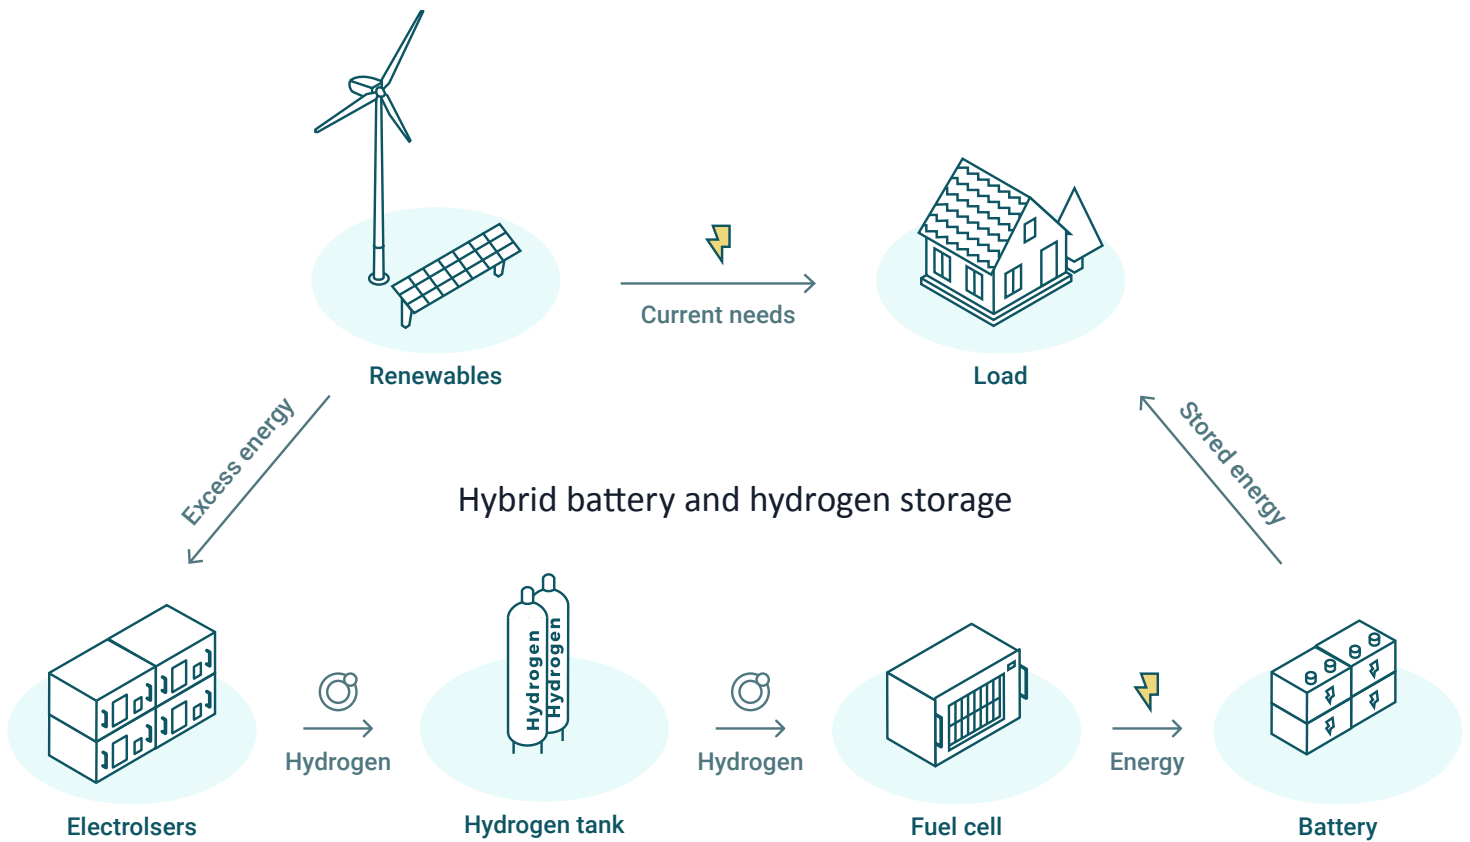 Current needs
Renewables
Load
Excess energy
Stored energy
Hybrid battery and hydrogen storage
Hydrogen
Hydrogen
Hydrogen
Hydrogen
Energy
Electrolsers
Hydrogen tank
Fuel cell
Battery